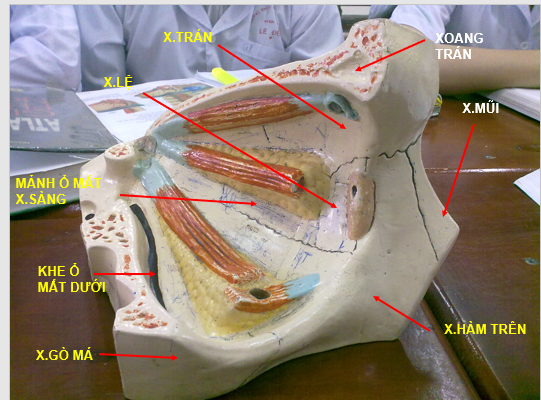 X.TRÁN
XOANG
TRÁN
X.LỆ
X.MŨI
ATLA
MẢNH Ổ MẮT
X.SÀNG
KHE Ổ
MẮT DƯỚI
X.HÀM TRÊN
X.GÒ MÁ